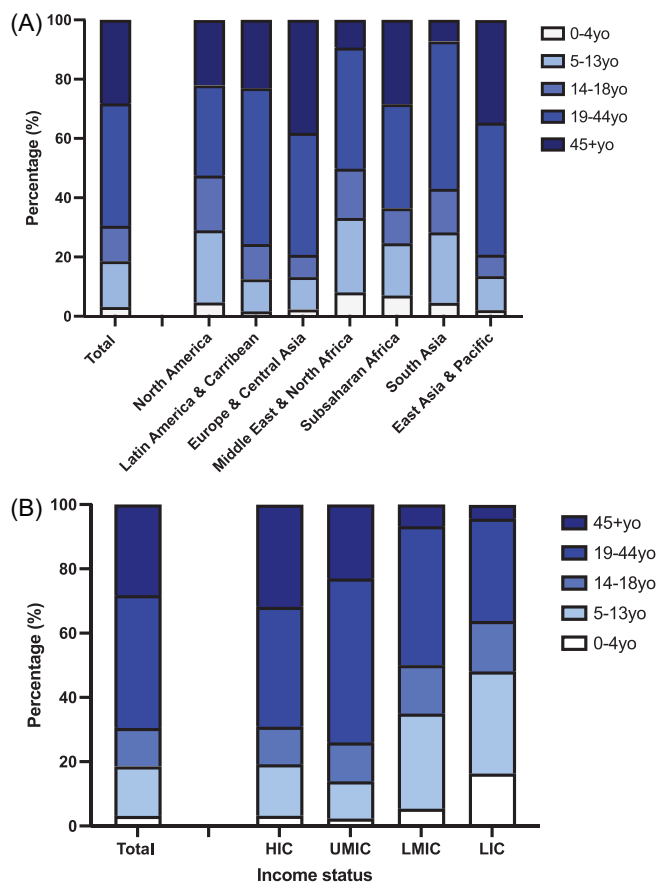 (A)
100
80
60
40
20
0
Percentage (%)
Total
North America
Latin America & Carribean
Europe & Central Asia
Middle East & North Africa
Subsaharan Africa
South Asia
East Asia & Pacific
0-4yo
5-13yo
14-18yo
19-44yo
45+yo
(B)
100
80
60
40
20
0
Percentage (%)
Total
HIC
UMIC
LMIC
LIC
Income status
45+yo
19-44yo
14-18yo
5-13yo
0-4yo